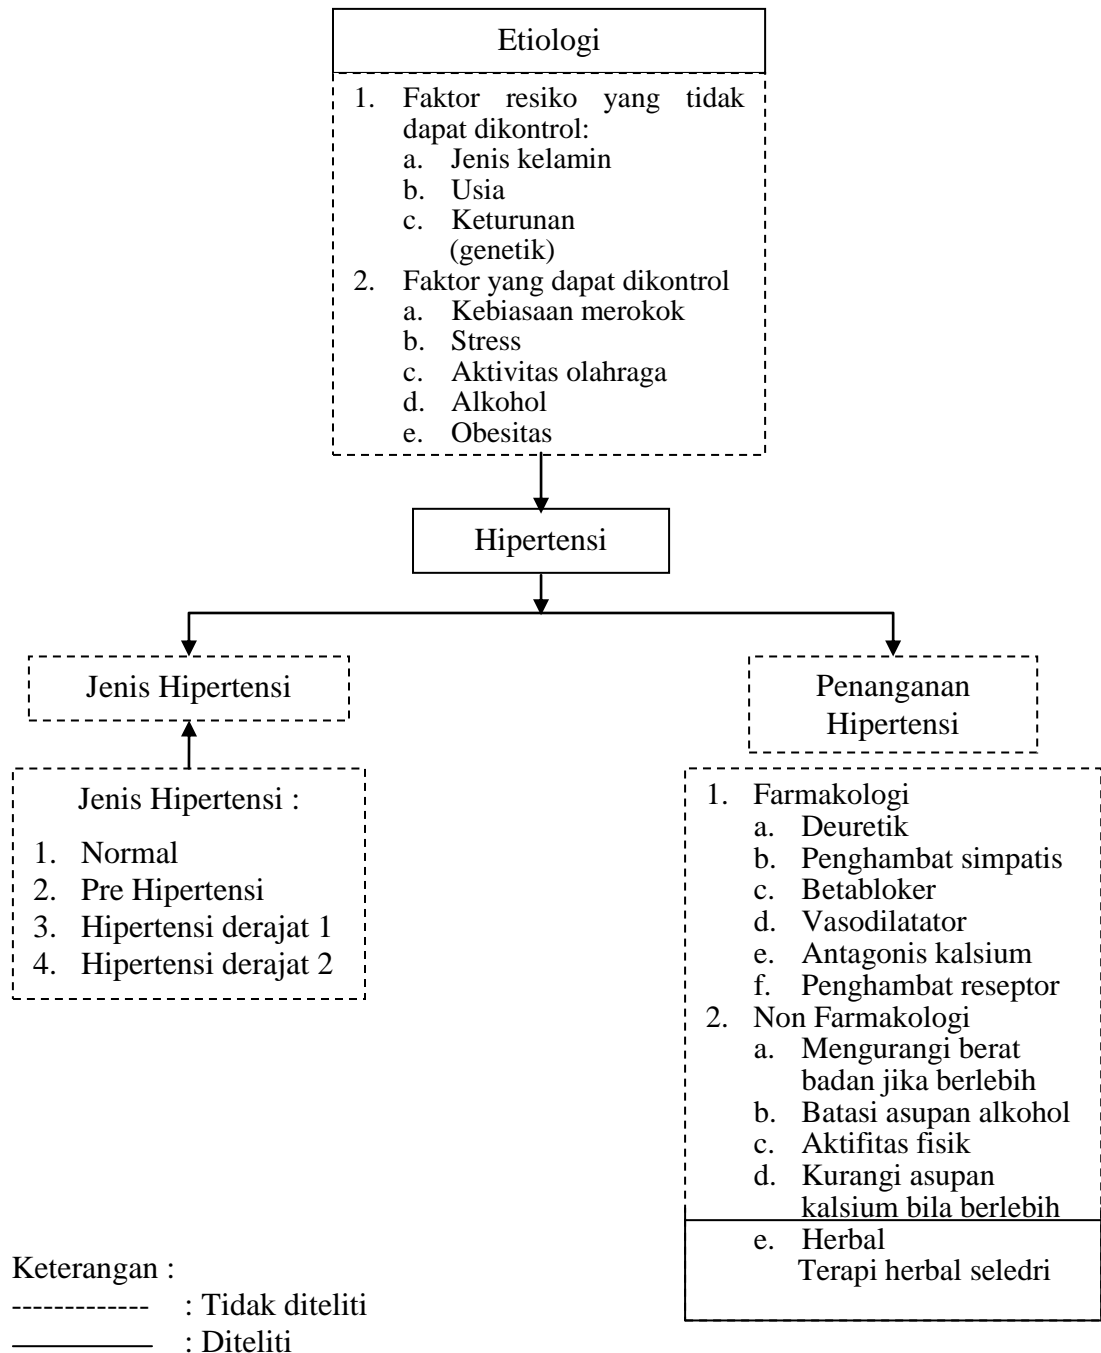 Etiologi
1. Faktor resiko yang tidak
dapat dikontrol:
a. Jenis kelamin
b. Usia
c. Keturunan
(genetik)
2. Faktor yang dapat dikontrol
a. Kebiasaan merokok
b. Stress
c. Aktivitas olahraga
d. Alkohol
e. Obesitas
Hipertensi
Jenis Hipertensi
Jenis Hipertensi :
1. Normal
2. Pre Hipertensi
3. Hipertensi derajat 1
4. Hipertensi derajat 2
Penanganan
Hipertensi
1. Farmakologi
a. Deuretik
b. Penghambat simpatis
c. Betabloker
d. Vasodilatator
e. Antagonis kalsium
f. Penghambat reseptor
2. Non Farmakologi
a. Mengurangi berat
badan jika berlebih
b. Batasi asupan alkohol
c. Aktifitas fisik
d. Kurangi asupan
kalsium bila berlebih
e. Herbal
Terapi herbal seledri
Keterangan :
------------- : Tidak diteliti
: Diteliti